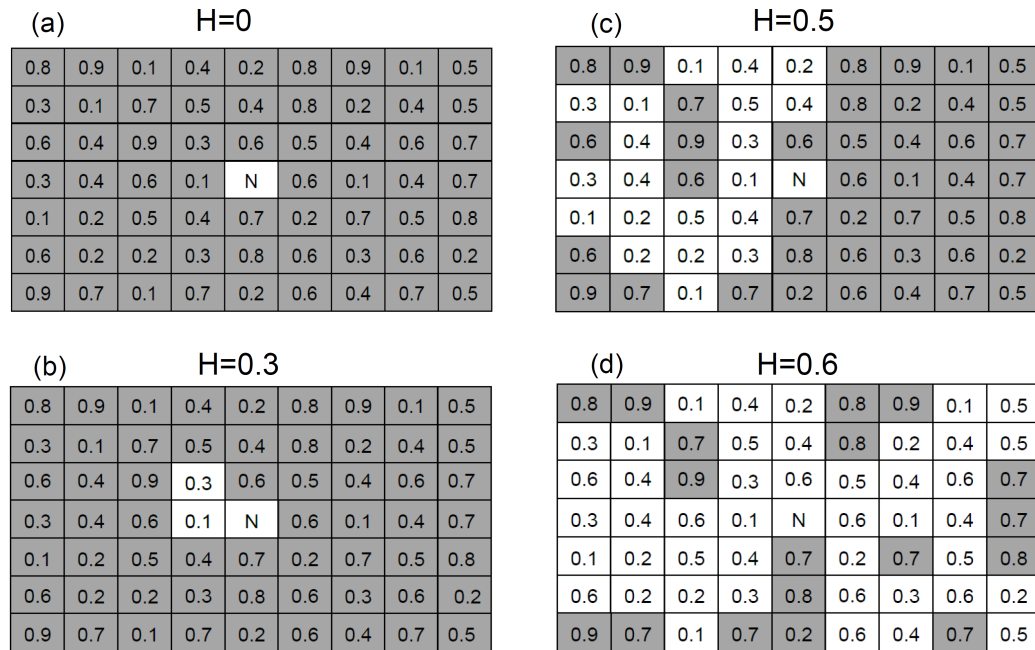 (a) H=0
0.8 0.9 0.1 0.4 0.2 0.8 0.9 0.1 0.5
0.3 0.1 0.7 0.5 0.4 0.8 0.2 0.4 0.5
0.6 0.4 0.9 0.3 0.6 0.5 0.4 0.6 0.7
0.3 0.4 0.6 0.1 N 0.6 0.1 0.4 0.7
0.1 0.2 0.5 0.4 0.7 0.2 0.7 0.5 0.8
0.6 0.2 0.2 0.3 0.8 0.6 0.3 0.6 0.2
0.9 0.7 0.1 0.7 0.2 0.6 0.4 0.7 0.5
(b) H=0.3
0.8 0.9 0.1 0.4 0.2 0.8 0.9 0.1 0.5
0.3 0.1 0.7 0.5 0.4 0.8 0.2 0.4 0.5
0.6 0.4 0.9 0.3 0.6 0.5 0.4 0.6 0.7
0.3 0.4 0.6 0.1 N 0.6 0.1 0.4 0.7
0.1 0.2 0.5 0.4 0.7 0.2 0.7 0.5 0.8
0.6 0.2 0.2 0.3 0.8 0.6 0.3 0.6 0.2
0.9 0.7 0.1 0.7 0.2 0.6 0.4 0.7 0.5
(c) H=0.5
0.8 0.9 0.1 0.4 0.2 0.8 0.9 0.1 0.5
0.3 0.1 0.7 0.5 0.4 0.8 0.2 0.4 0.5
0.6 0.4 0.9 0.3 0.6 0.5 0.4 0.6 0.7
0.3 0.4 0.6 0.1 N 0.6 0.1 0.4 0.7
0.1 0.2 0.5 0.4 0.7 0.2 0.7 0.5 0.8
0.6 0.2 0.2 0.3 0.8 0.6 0.3 0.6 0.2
0.9 0.7 0.1 0.7 0.2 0.6 0.4 0.7 0.5
(d) H=0.6
0.8 0.9 0.1 0.4 0.2 0.8 0.9 0.1 0.5
0.3 0.1 0.7 0.5 0.4 0.8 0.2 0.4 0.5
0.6 0.4 0.9 0.3 0.6 0.5 0.4 0.6 0.7
0.3 0.4 0.6 0.1 N 0.6 0.1 0.4 0.7
0.1 0.2 0.5 0.4 0.7 0.2 0.7 0.5 0.8
0.6 0.2 0.2 0.3 0.8 0.6 0.3 0.6 0.2
0.9 0.7 0.1 0.7 0.2 0.6 0.4 0.7 0.5